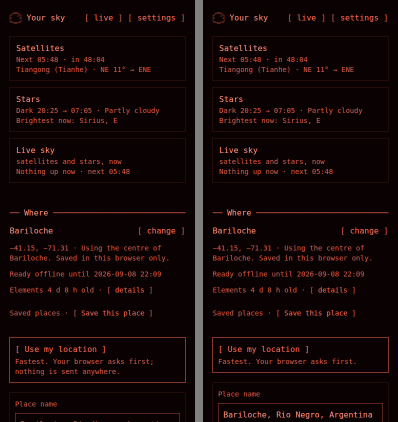 Your sky [ live ] [ settings ]
Satellites
Next 05:48 · in 48:04
Tiangong (Tianhe) · NE 11° → ENE
Stars
Dark 20:25 → 07:05 · Partly cloudy
Brightest now: Sirius, E
Live sky
satellites and stars, now
Nothing up now · next 05:48
Where
Bariloche [ change ]
−41.15, −71.31 · Using the centre of
Bariloche. Saved in this browser only.
Ready offline until 2026-09-08 22:09
Elements 4 d 8 h old · [ details ]
Saved places · [ Save this place ]
[ Use my location ]
Fastest. Your browser asks first;
nothing is sent anywhere.
Place name
Your sky [ live ] [ settings ]
Satellites
Next 05:48 · in 48:04
Tiangong (Tianhe) · NE 11° → ENE
Stars
Dark 20:25 → 07:05 · Partly cloudy
Brightest now: Sirius, E
Live sky
satellites and stars, now
Nothing up now · next 05:48
Where
Bariloche [ change ]
−41.15, −71.31 · Using the centre of
Bariloche. Saved in this browser only.
Ready offline until 2026-09-08 22:09
Elements 4 d 8 h old · [ details ]
Saved places · [ Save this place ]
[ Use my location ]
Fastest. Your browser asks first.
Place name
Bariloche, Rio Negro, Argentina